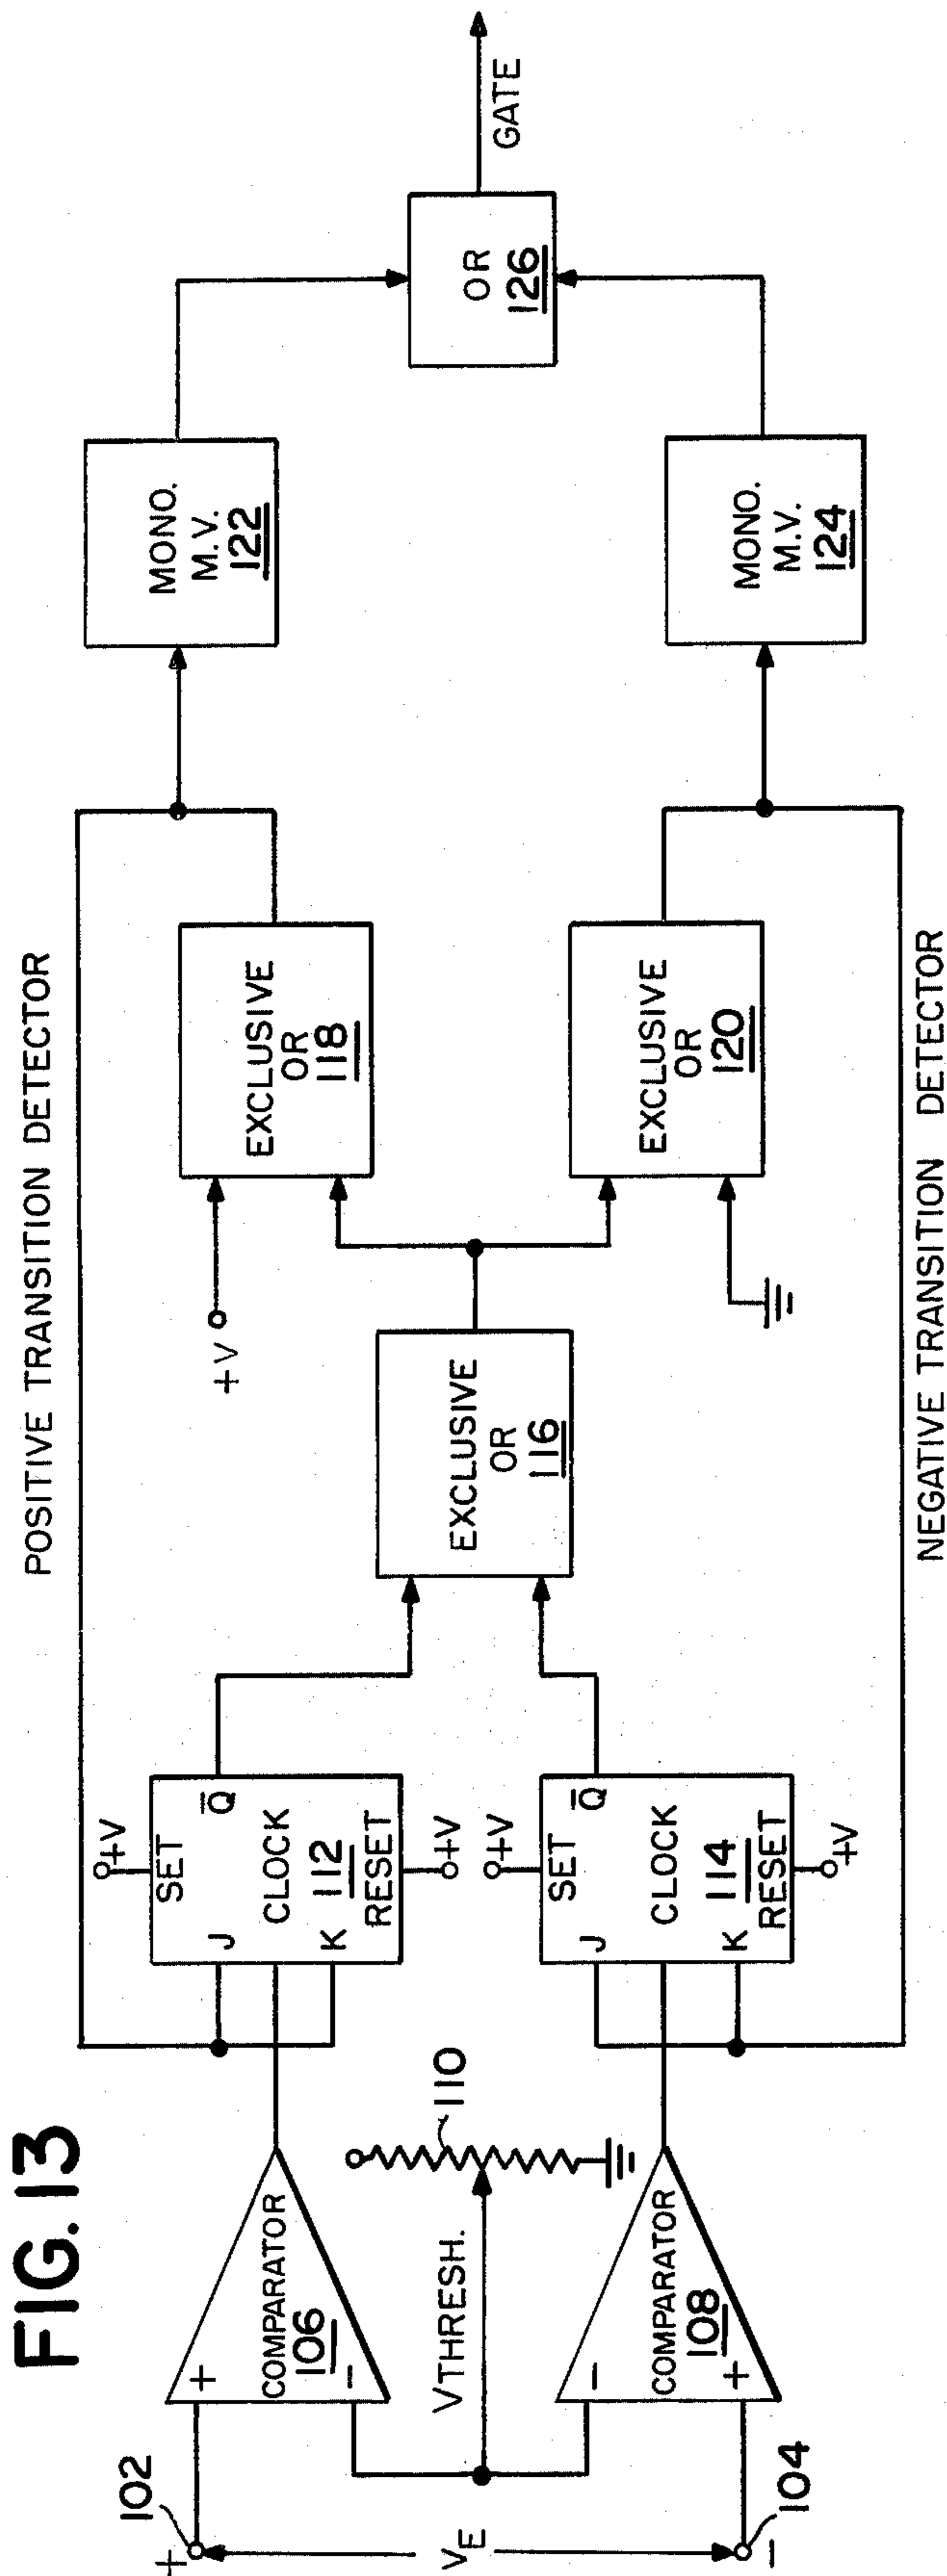 FIG. 13
POSITIVE TRANSITION DETECTOR
102
+
VE
104
−
+
COMPARATOR
106
−
VTHRESH.
110
−
COMPARATOR
108
+
+V
SET
J
Q̅
CLOCK
112
K
RESET
+V
+V
SET
J
Q̅
CLOCK
114
K
RESET
+V
EXCLUSIVE
OR
116
+V
EXCLUSIVE
OR
118
EXCLUSIVE
OR
120
MONO.
M.V.
122
MONO.
M.V.
124
OR
126
GATE
NEGATIVE TRANSITION DETECTOR